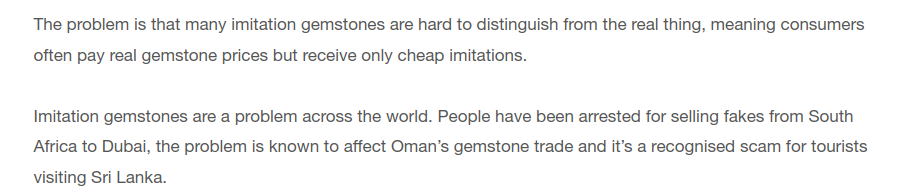 The problem is that many imitation gemstones are hard to distinguish from the real thing, meaning consumers
often pay real gemstone prices but receive only cheap imitations.
Imitation gemstones are a problem across the world. People have been arrested for selling fakes from South
Africa to Dubai, the problem is known to affect Oman’s gemstone trade and it’s a recognised scam for tourists
visiting Sri Lanka.